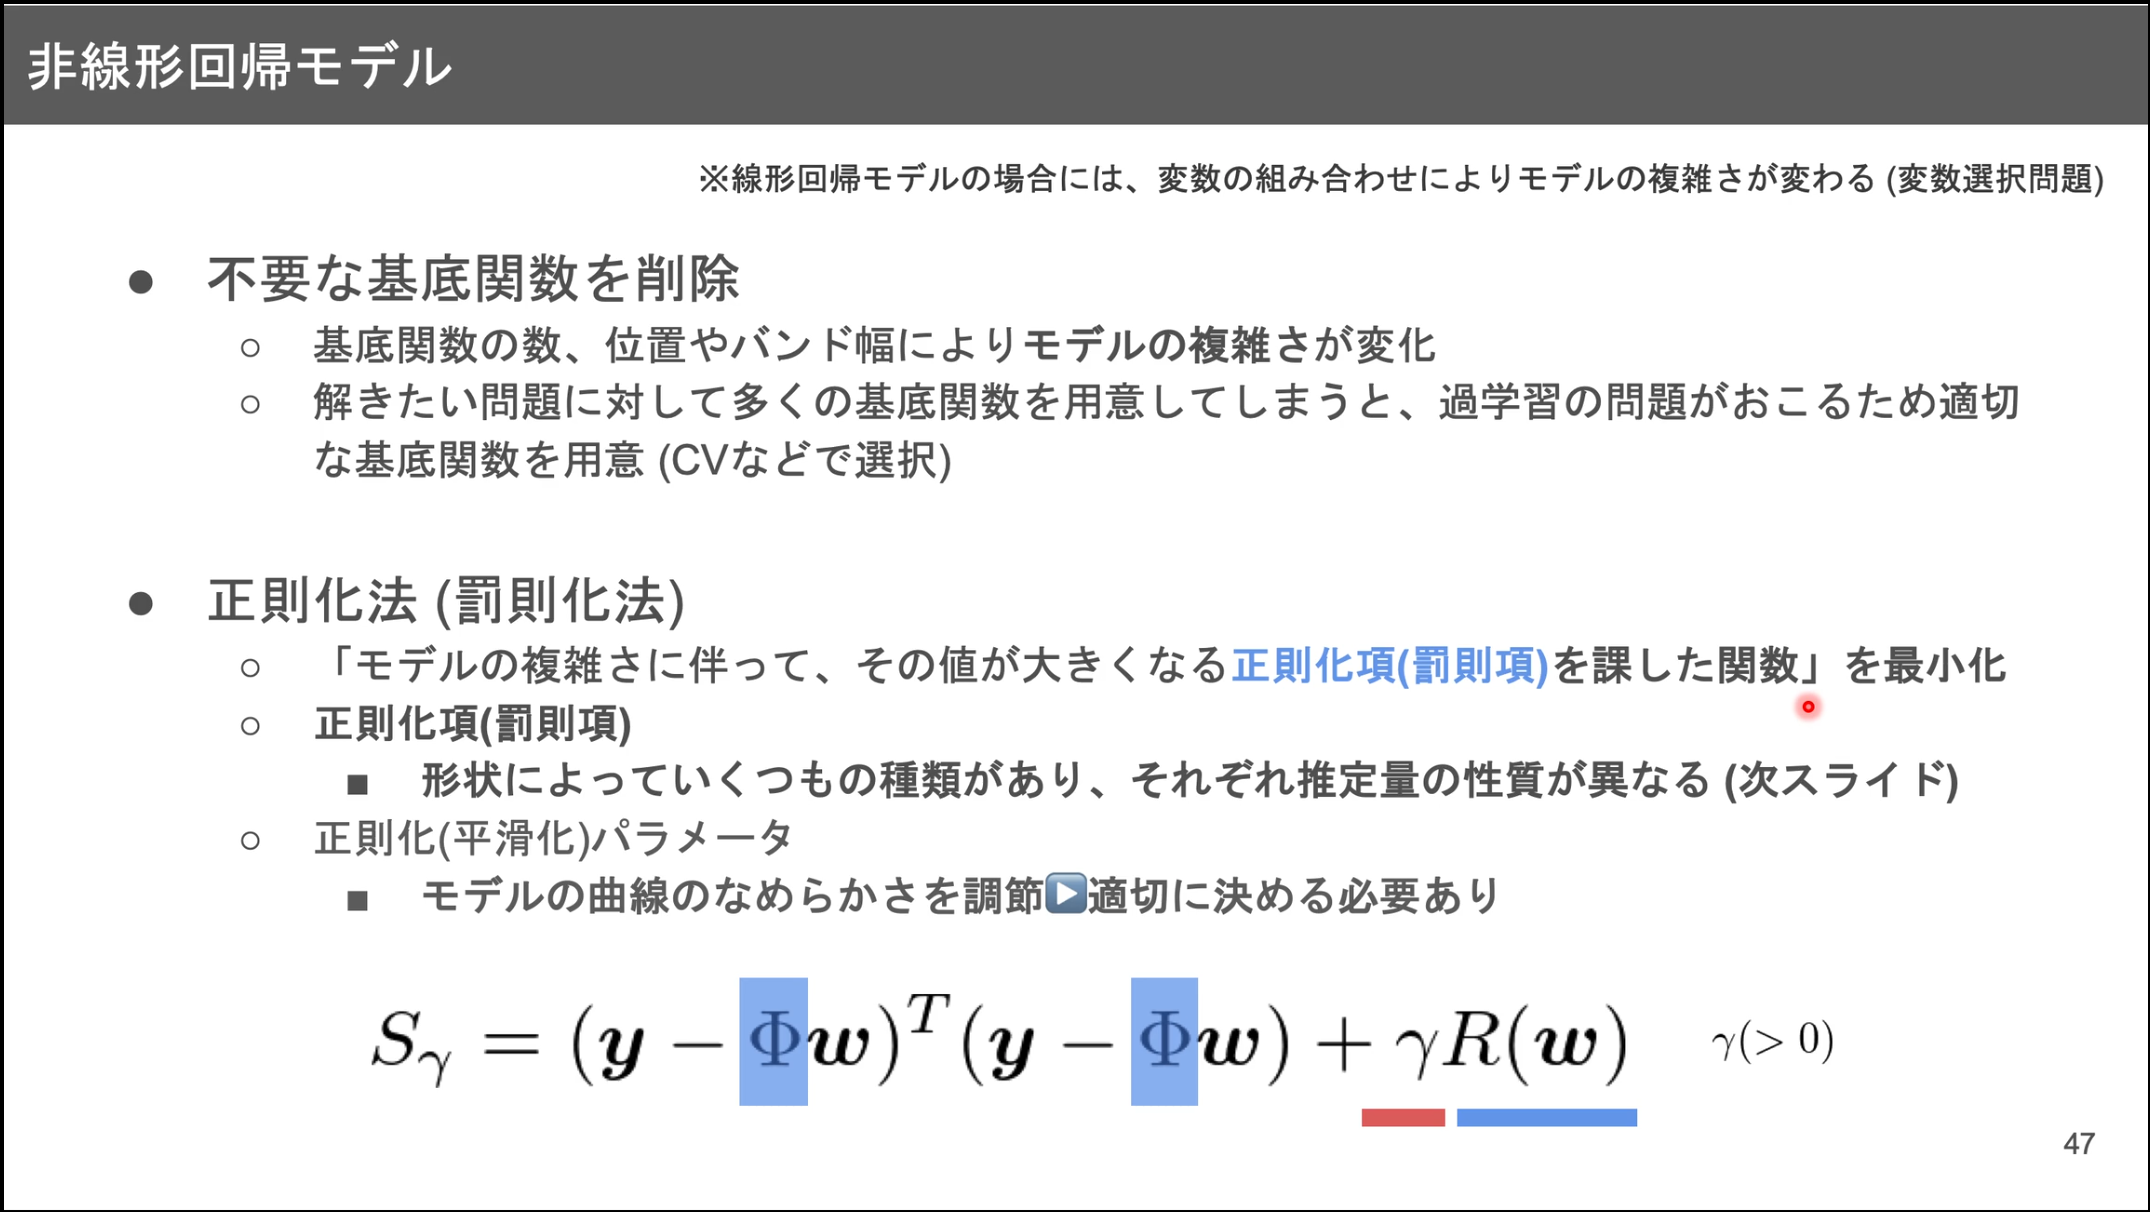 非線形回帰モデル
※線形回帰モデルの場合には、変数の組み合わせによりモデルの複雑さが変わる (変数選択問題)
● 不要な基底関数を削除
○ 基底関数の数、位置やバンド幅によりモデルの複雑さが変化
○ 解きたい問題に対して多くの基底関数を用意してしまうと、過学習の問題がおこるため適切
な基底関数を用意 (CVなどで選択)
● 正則化法 (罰則化法)
○ 「モデルの複雑さに伴って、その値が大きくなる正則化項(罰則項)を課した関数」を最小化
○ 正則化項(罰則項)
■ 形状によっていくつもの種類があり、それぞれ推定量の性質が異なる (次スライド)
○ 正則化(平滑化)パラメータ
■ モデルの曲線のなめらかさを調節▶適切に決める必要あり
S_γ = (y − Φw)^T (y − Φw) + γR(w) γ(> 0)
47